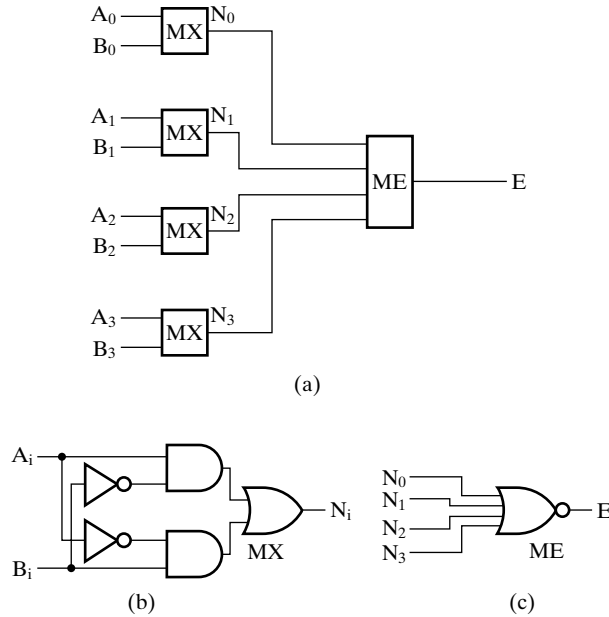 A₀ MX N₀
B₀
A₁ MX N₁
B₁
ME E
A₂ MX N₂
B₂
A₃ MX N₃
B₃
(a)
Aᵢ
Nᵢ
MX
Bᵢ
(b)
N₀
N₁
N₂
N₃
E
ME
(c)